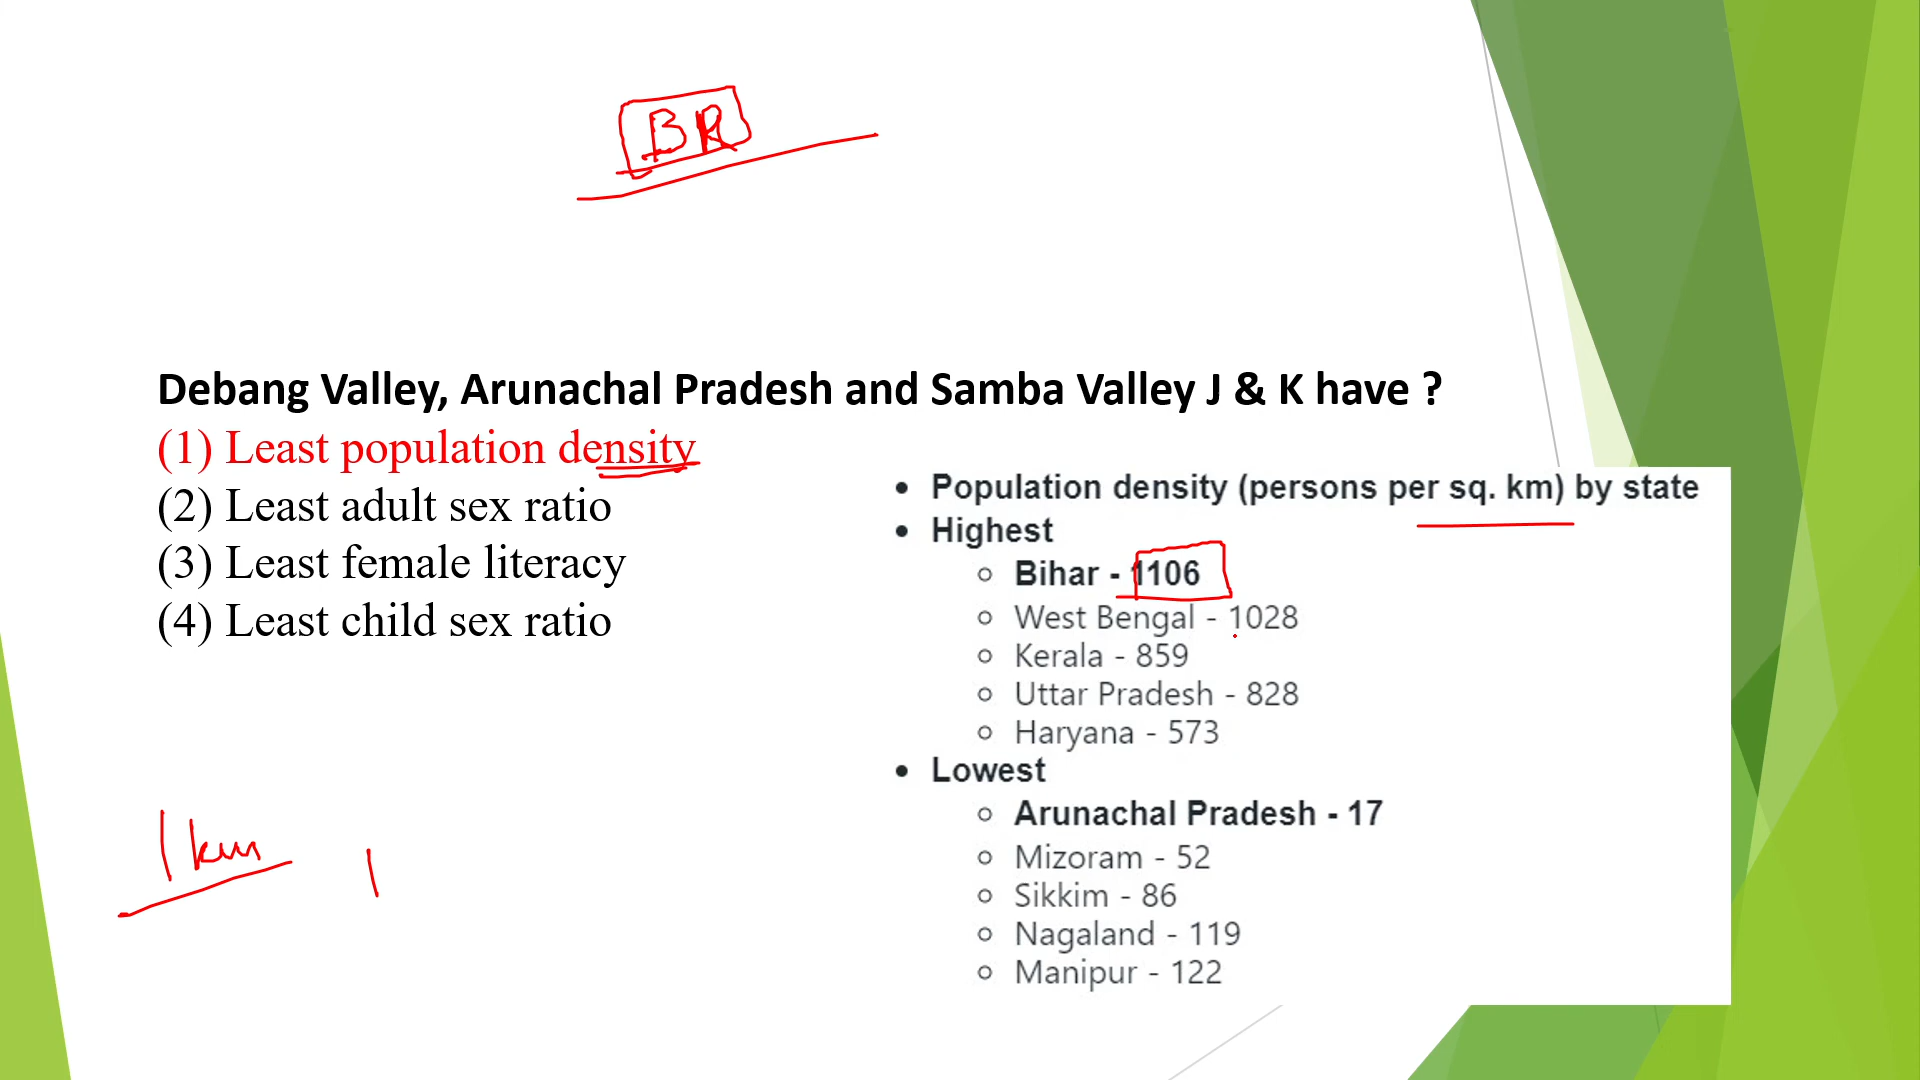 BR
Debang Valley, Arunachal Pradesh and Samba Valley J & K have ?
(1) Least population density
(2) Least adult sex ratio
(3) Least female literacy
(4) Least child sex ratio
• Population density (persons per sq. km) by state
• Highest
○ Bihar - 1106
○ West Bengal - 1028
○ Kerala - 859
○ Uttar Pradesh - 828
○ Haryana - 573
• Lowest
○ Arunachal Pradesh - 17
○ Mizoram - 52
○ Sikkim - 86
○ Nagaland - 119
○ Manipur - 122
1 km 1